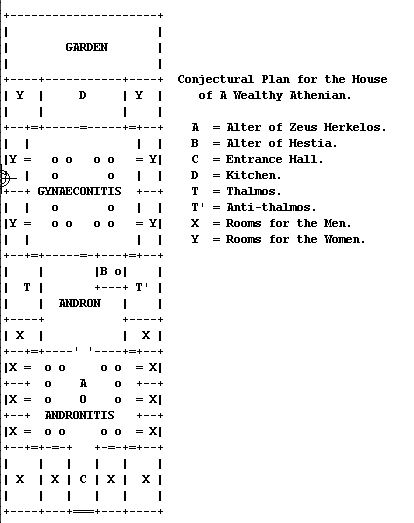 GARDEN
Y D Y
Y Y
GYNAECONITIS
Y Y
B
T T'
ANDRON
X X
X X
A
X O X
ANDRONITIS
X X
X X C X X
Conjectural Plan for the House
of A Wealthy Athenian.
A = Alter of Zeus Herkelos.
B = Alter of Hestia.
C = Entrance Hall.
D = Kitchen.
T = Thalmos.
T' = Anti-thalmos.
X = Rooms for the Men.
Y = Rooms for the Women.